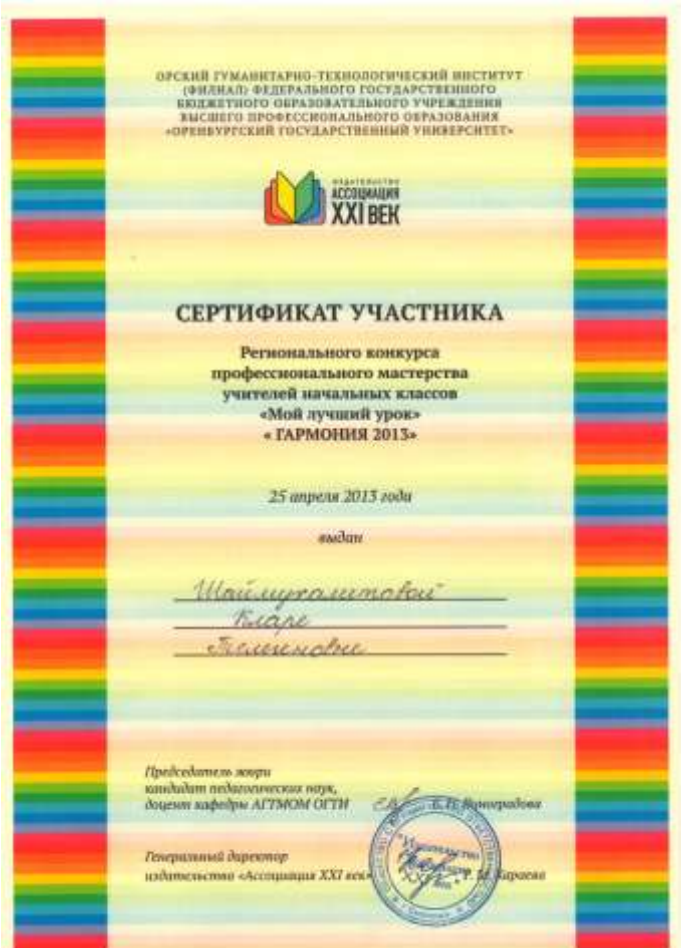 ОРСКИЙ ГУМАНИТАРНО-ТЕХНОЛОГИЧЕСКИЙ ИНСТИТУТ
(ФИЛИАЛ) ФЕДЕРАЛЬНОГО ГОСУДАРСТВЕННОГО
БЮДЖЕТНОГО ОБРАЗОВАТЕЛЬНОГО УЧРЕЖДЕНИЯ
ВЫСШЕГО ПРОФЕССИОНАЛЬНОГО ОБРАЗОВАНИЯ
«ОРЕНБУРГСКИЙ ГОСУДАРСТВЕННЫЙ УНИВЕРСИТЕТ»
ИЗДАТЕЛЬСТВО
АССОЦИАЦИЯ
XXI ВЕК
СЕРТИФИКАТ УЧАСТНИКА
Регионального конкурса
профессионального мастерства
учителей начальных классов
«Мой лучший урок»
« ГАРМОНИЯ 2013»
25 апреля 2013 года
выдан
Шаймухаметовой
Кларе
Председатель жюри
кандидат педагогических наук,
доцент кафедры АГТМОМ ОГТИ Виноградова
Генеральный директор
издательство «Ассоциация XXI век» Караева